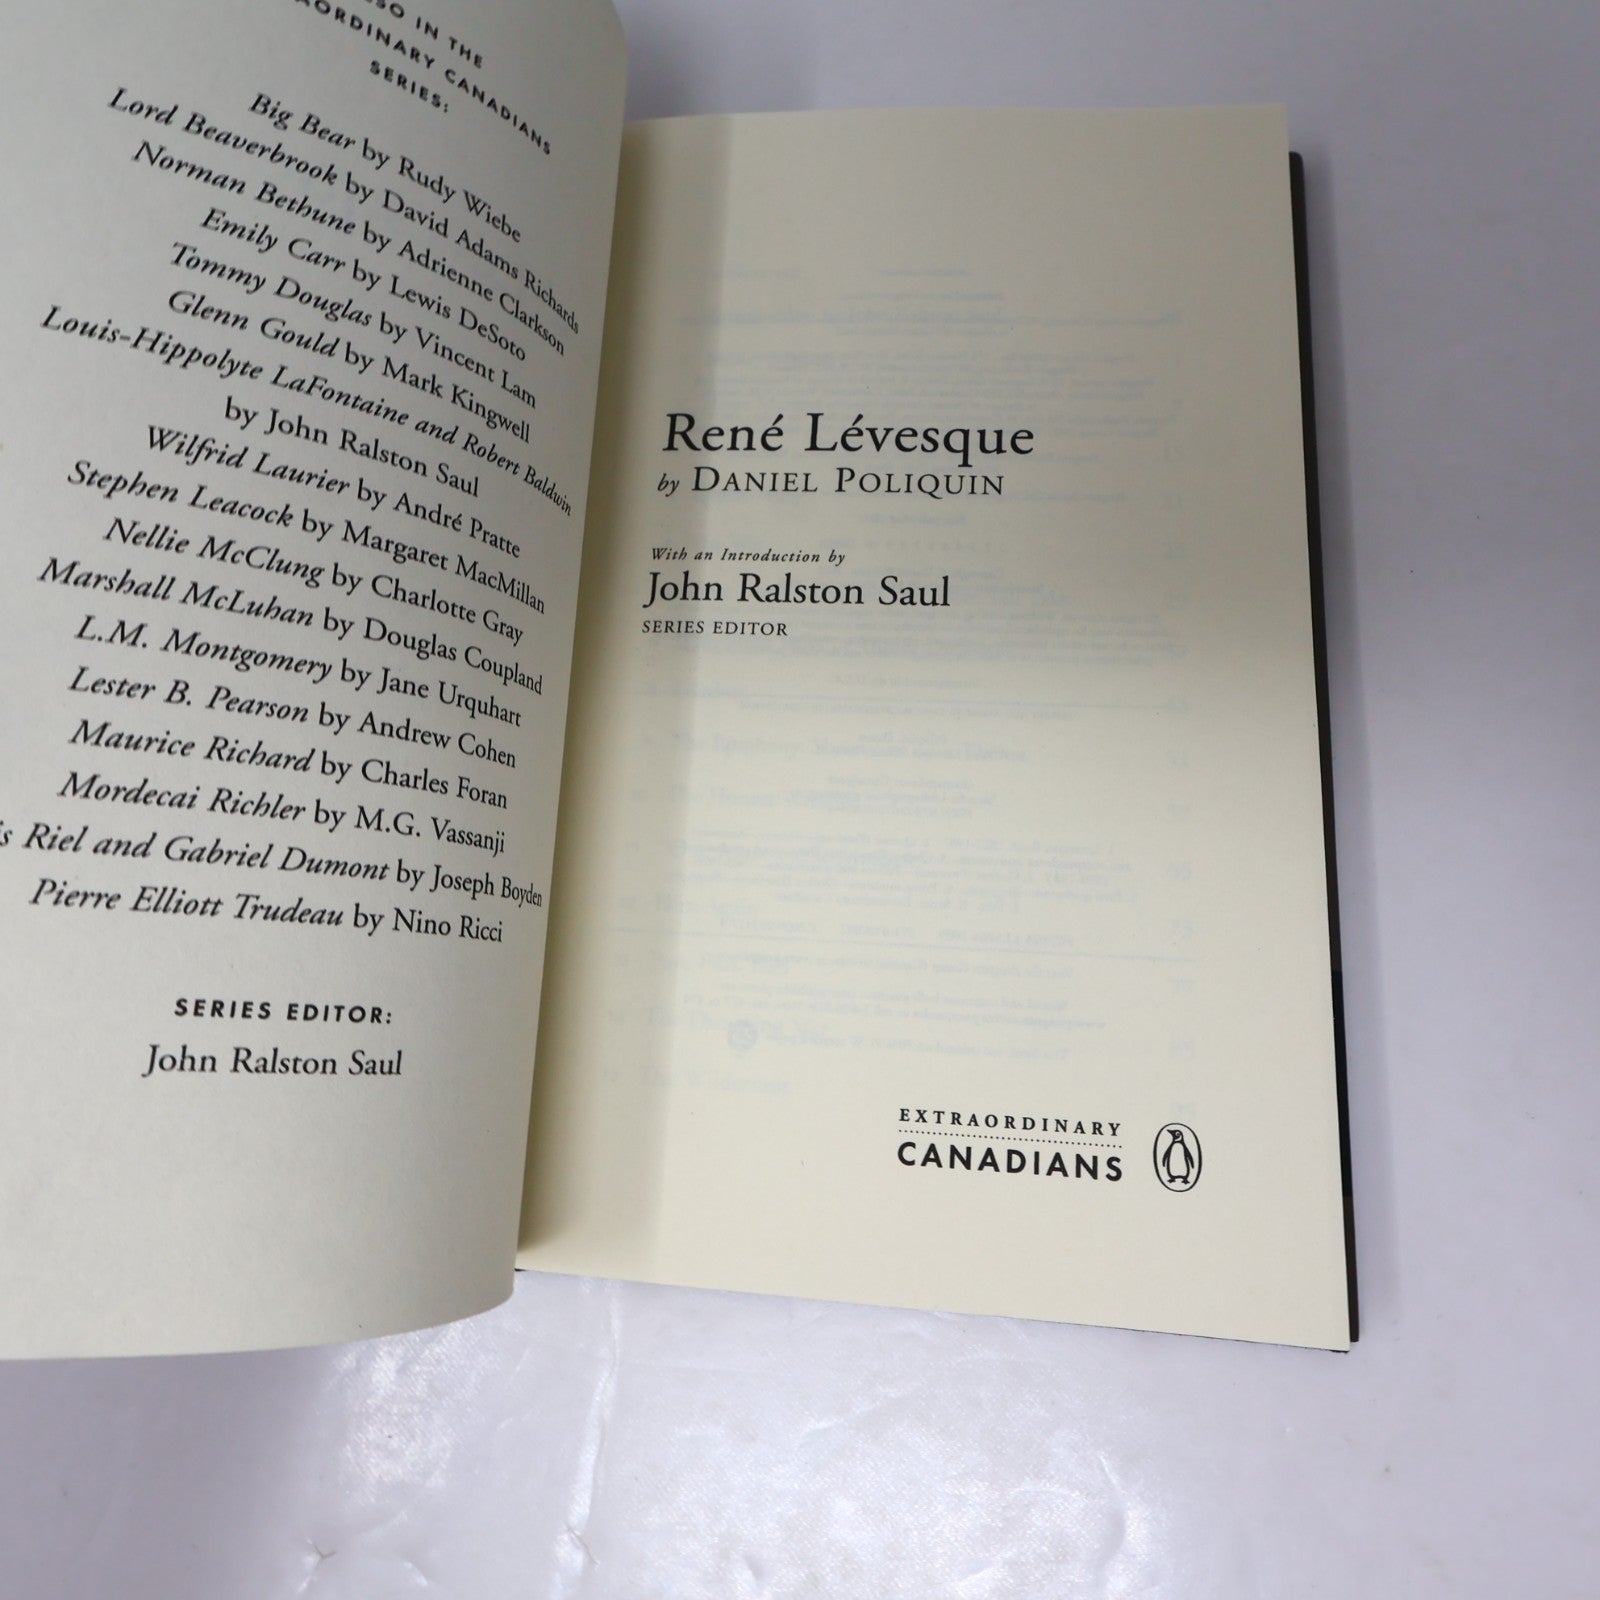 SO IN THE
AORDINARY CANADIANS
SERIES:
Big Bear by Rudy Wiebe
Lord Beaverbrook by David Adams Richards
Norman Bethune by Adrienne Clarkson
Emily Carr by Lewis DeSoto
Tommy Douglas by Vincent Lam
Glenn Gould by Mark Kingwell
Louis-Hippolyte LaFontaine and Robert Baldwin
by John Ralston Saul
Wilfrid Laurier by André Pratte
Stephen Leacock by Margaret MacMillan
Nellie McClung by Charlotte Gray
Marshall McLuhan by Douglas Coupland
L.M. Montgomery by Jane Urquhart
Lester B. Pearson by Andrew Cohen
Maurice Richard by Charles Foran
Mordecai Richler by M.G. Vassanji
s Riel and Gabriel Dumont by Joseph Boyden
Pierre Elliott Trudeau by Nino Ricci
SERIES EDITOR:
John Ralston Saul
René Lévesque
by DANIEL POLIQUIN
With an Introduction by
John Ralston Saul
SERIES EDITOR
EXTRAORDINARY
CANADIANS